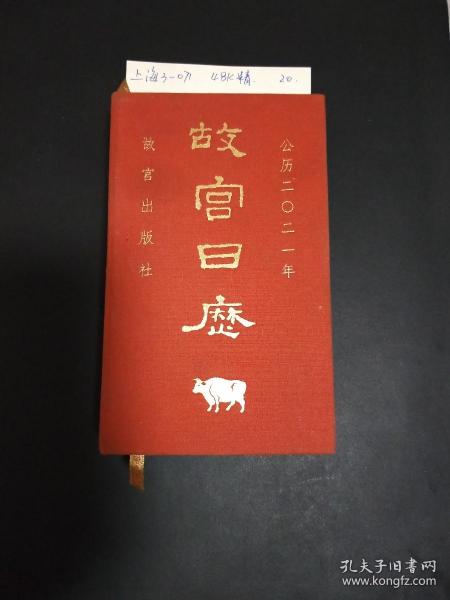 上海3-071 48K精. 20.
公历二〇二一年
故宫日历
故宫出版社
孔夫子旧书网
www.kongfz.com